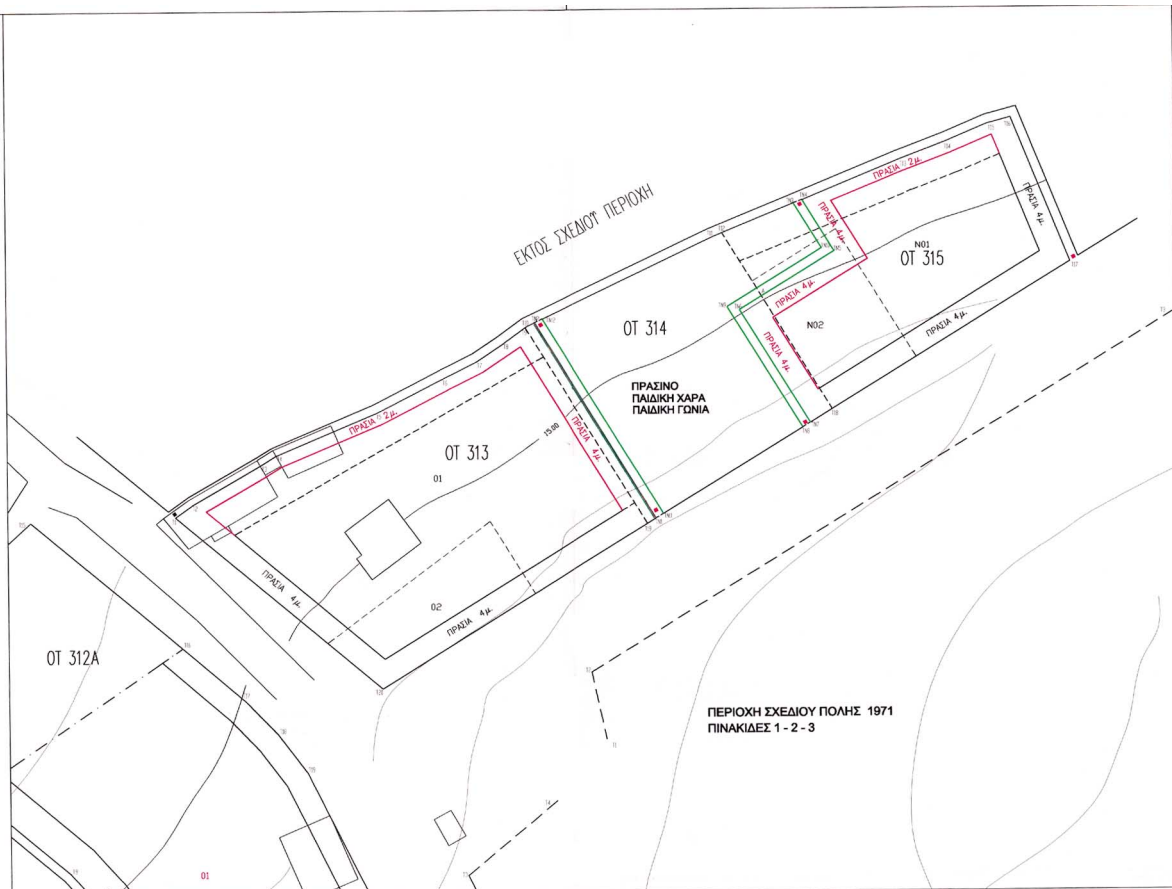 ΕΚΤΟΣ ΣΧΕΔΙΟΥ ΠΕΡΙΟΧΗ
ΠΡΑΣΙΑ 2μ.
ΠΡΑΣΙΑ 4μ.
ΠΡΑΣΙΑ 4μ.
Ν01
ΟΤ 315
ΠΡΑΣΙΑ 4μ.
Ν02
ΠΡΑΣΙΑ 4μ.
ΠΡΑΣΙΑ 4μ.
ΟΤ 314
ΠΡΑΣΙΝΟ
ΠΑΙΔΙΚΗ ΧΑΡΑ
ΠΑΙΔΙΚΗ ΓΩΝΙΑ
ΠΡΑΣΙΑ 2μ.
15.00
ΠΡΑΣΙΑ 4μ.
ΟΤ 313
01
ΠΡΑΣΙΑ 4μ.
02
ΠΡΑΣΙΑ 4μ.
ΟΤ 312Α
ΠΕΡΙΟΧΗ ΣΧΕΔΙΟΥ ΠΟΛΗΣ 1971
ΠΙΝΑΚΙΔΕΣ 1 - 2 - 3
01